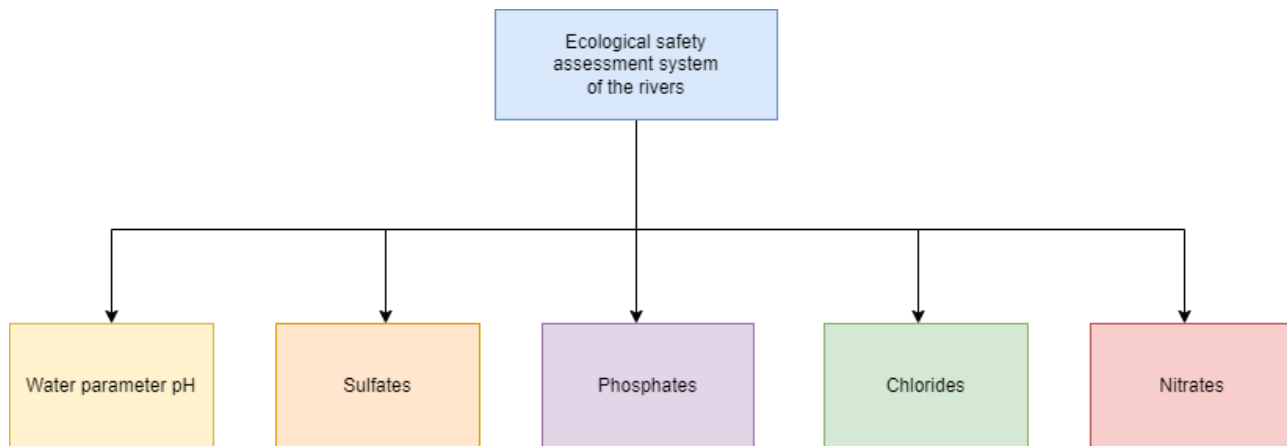 Ecological safety
assessment system
of the rivers
Water parameter pH
Sulfates
Phosphates
Chlorides
Nitrates